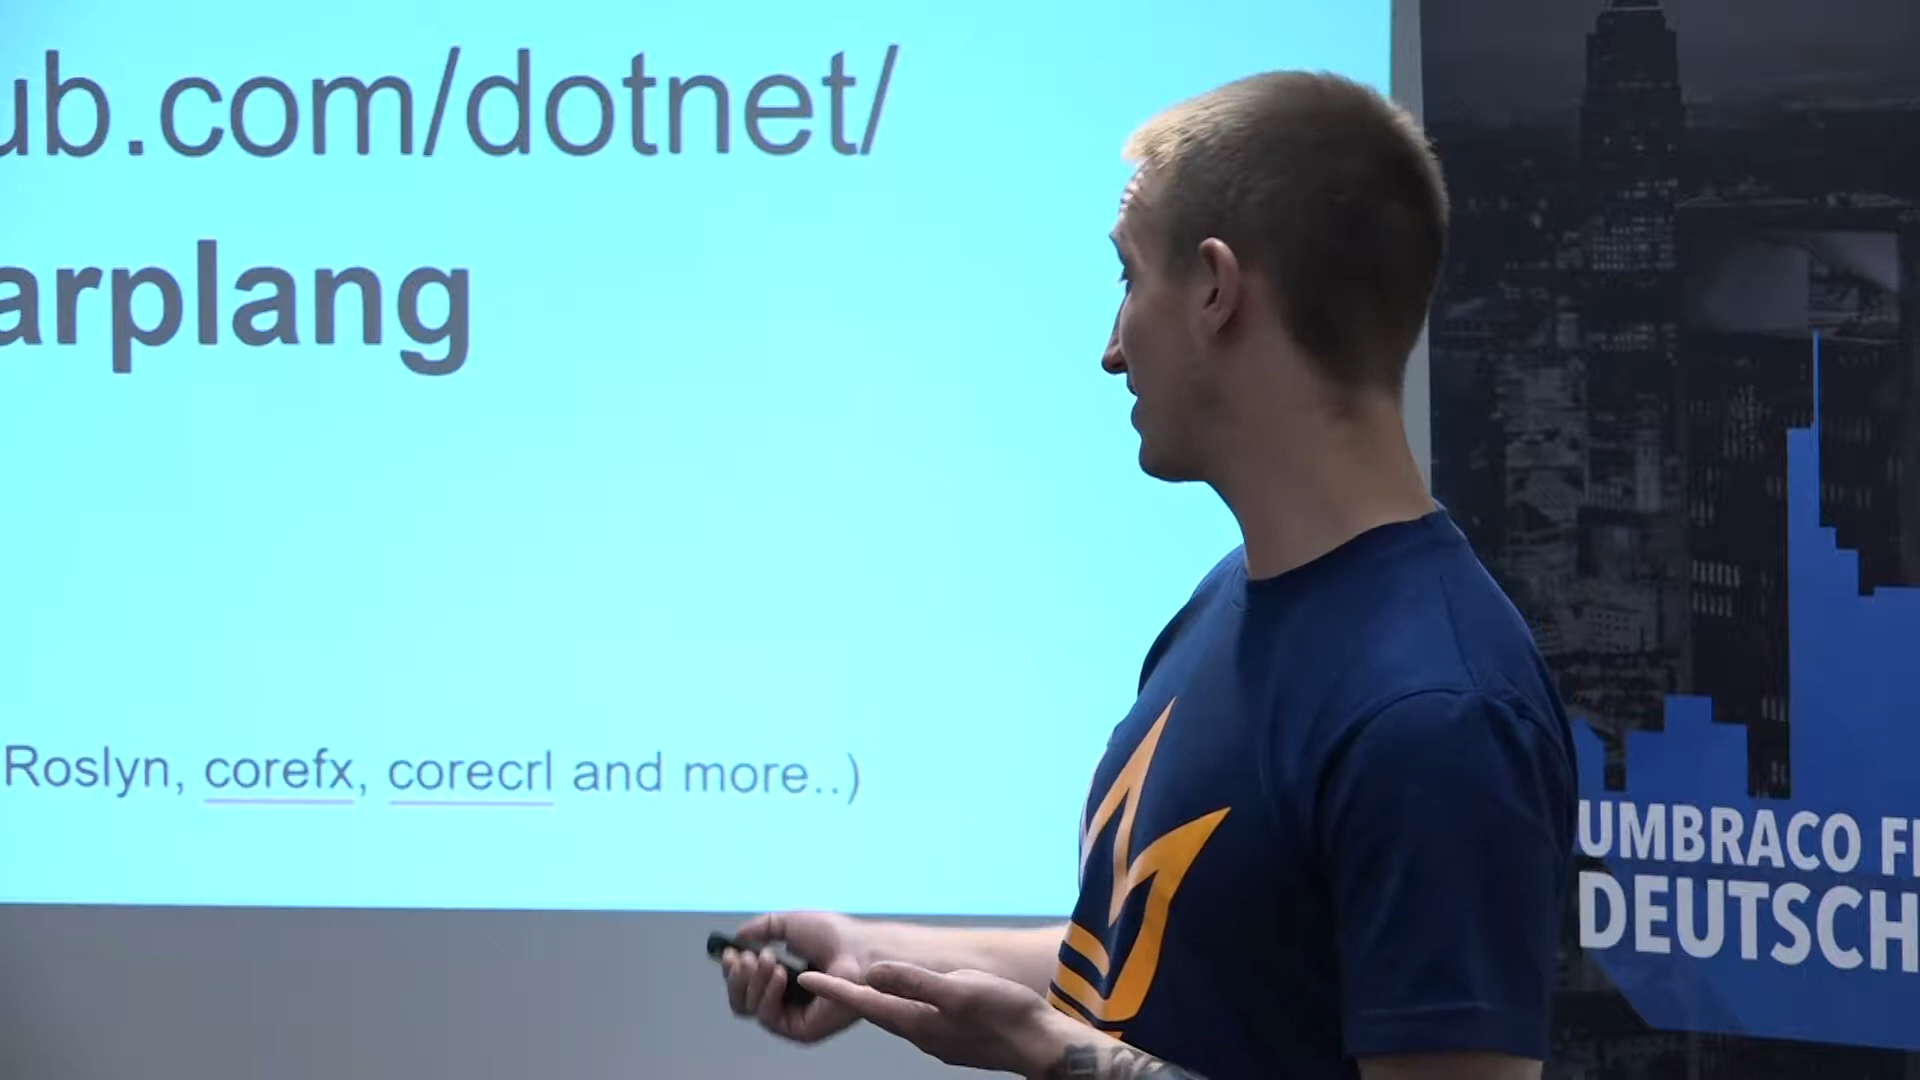 ub.com/dotnet/
arplang
Roslyn, corefx, corecrl and more..)
UMBRACO F
DEUTSCH